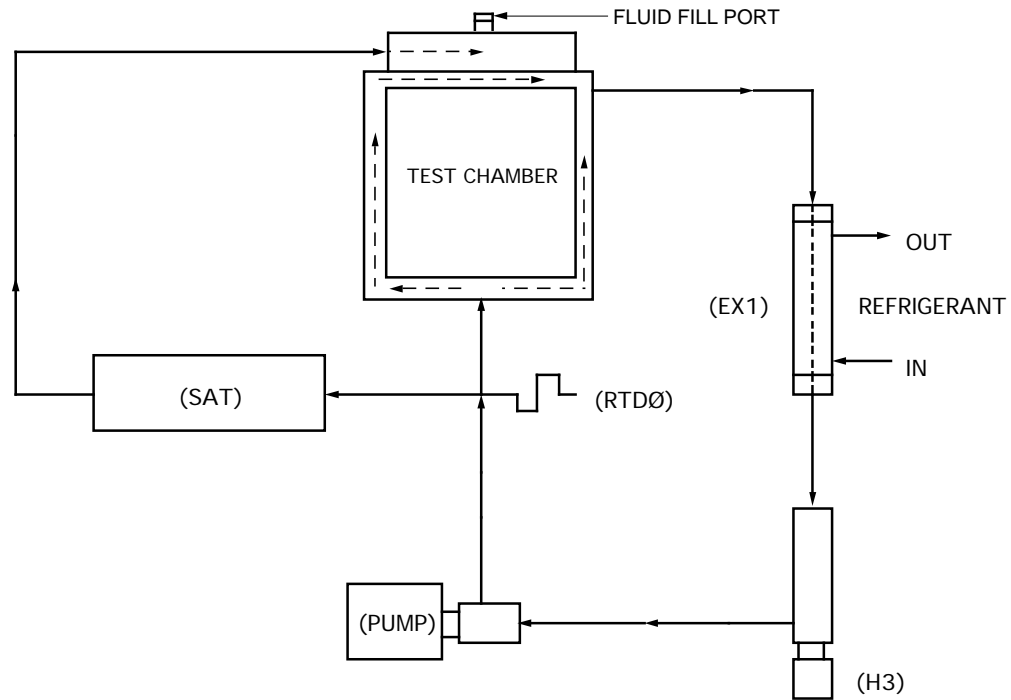 FLUID FILL PORT
TEST CHAMBER
OUT
(EX1)
REFRIGERANT
IN
(SAT)
(RTDØ)
(PUMP)
(H3)